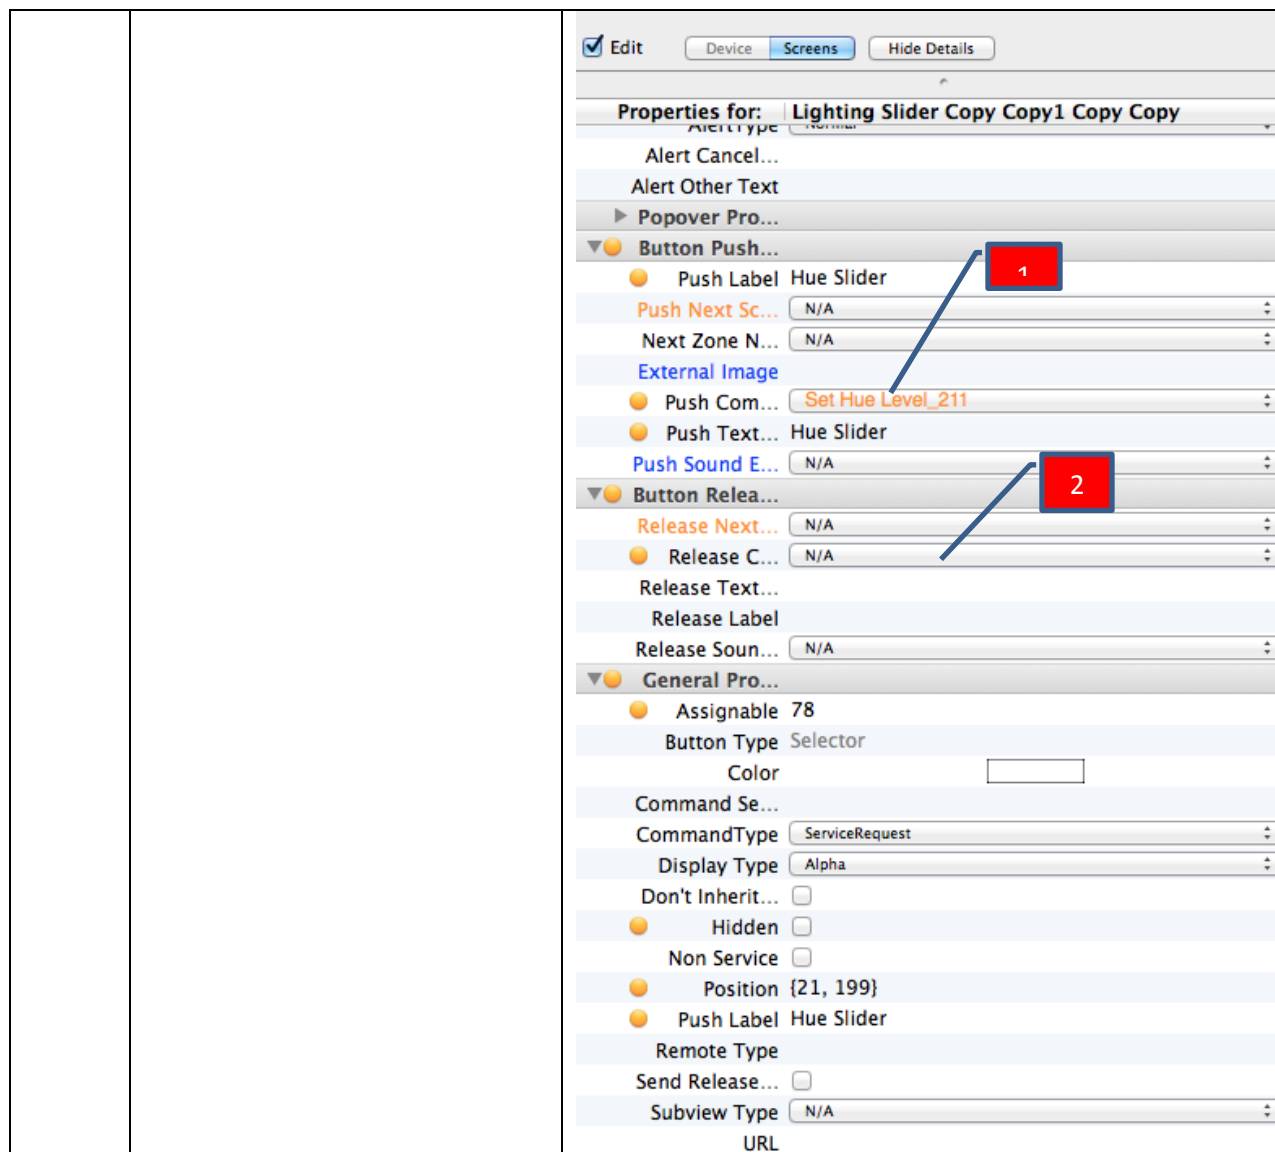 Edit Device Screens Hide Details
Properties for: Lighting Slider Copy Copy1 Copy Copy
AlertType Normal
Alert Cancel...
Alert Other Text
Popover Pro...
Button Push...
1
Push Label Hue Slider
Push Next Sc... N/A
Next Zone N... N/A
External Image
Push Com... Set Hue Level_211
Push Text... Hue Slider
Push Sound E... N/A
2
Button Relea...
Release Next... N/A
Release C... N/A
Release Text...
Release Label
Release Soun... N/A
General Pro...
Assignable 78
Button Type Selector
Color
Command Se...
CommandType ServiceRequest
Display Type Alpha
Don't Inherit...
Hidden
Non Service
Position {21, 199}
Push Label Hue Slider
Remote Type
Send Release...
Subview Type N/A
URL